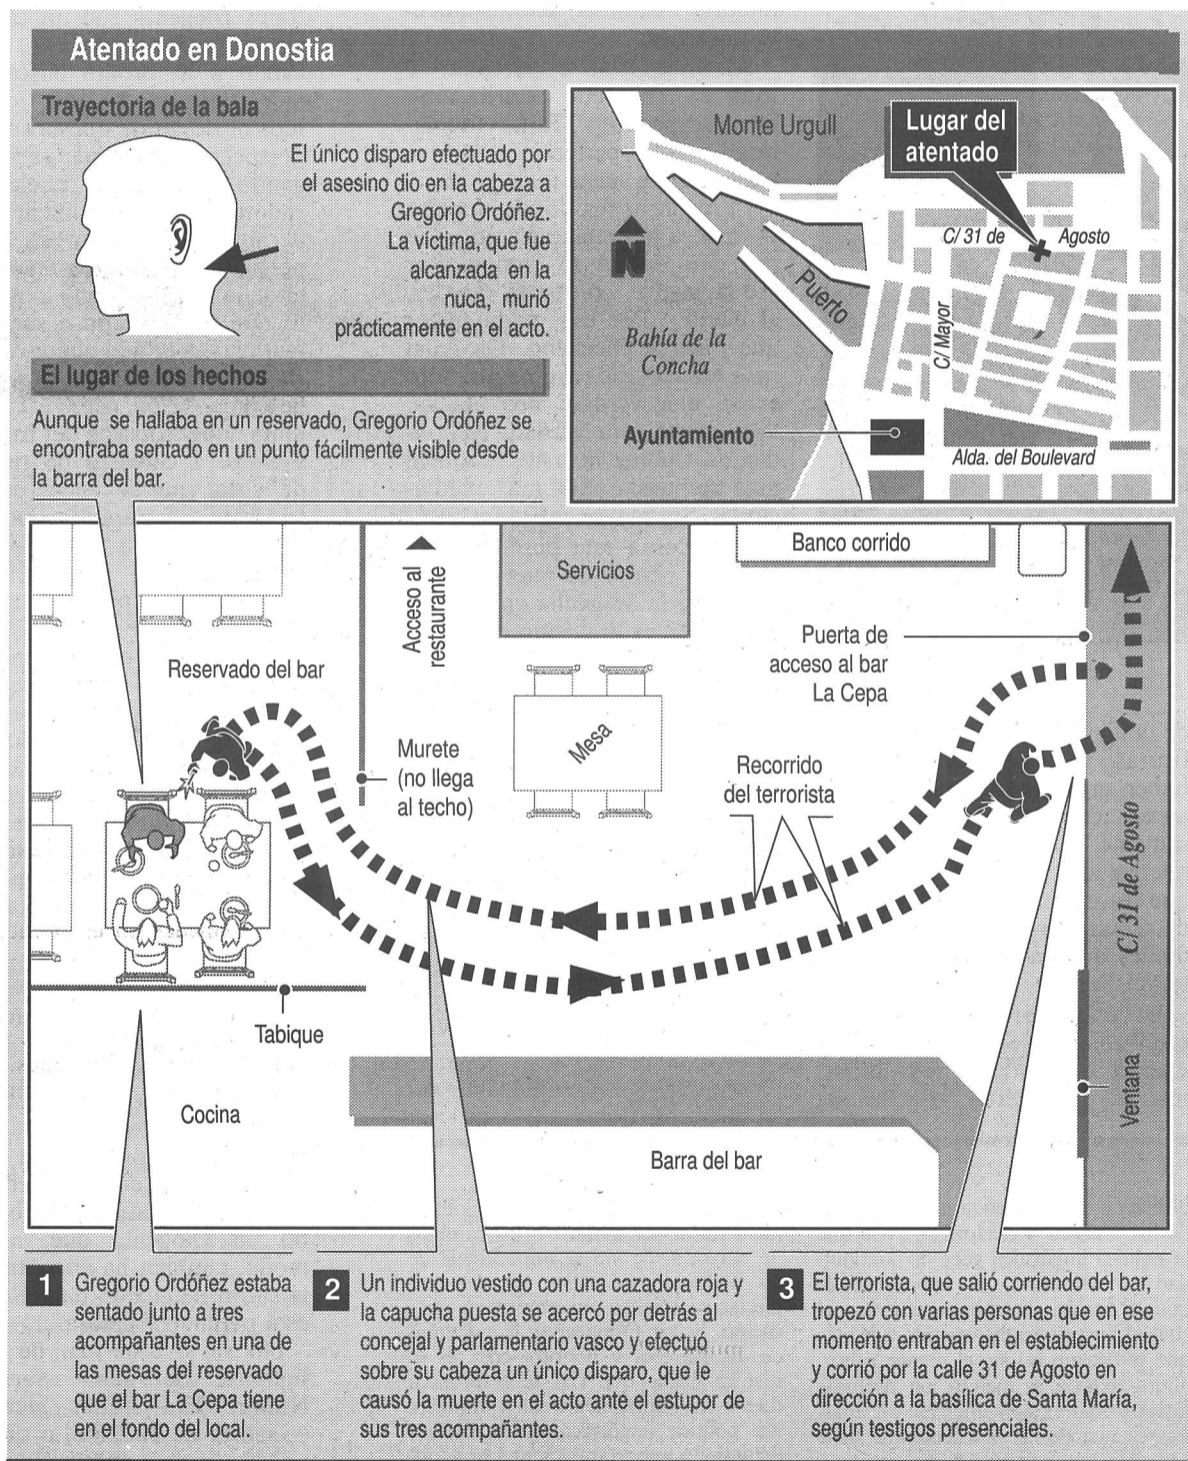 Atentado en Donostia
Trayectoria de la bala
El único disparo efectuado por
el asesino dio en la cabeza a
Gregorio Ordóñez.
La víctima, que fue
alcanzada en la
nuca, murió
prácticamente en el acto.
Monte Urgull
Lugar del
atentado
C/ 31 de Agosto
N
Puerto
Bahía de la
Concha
C/ Mayor
Ayuntamiento
Alda. del Boulevard
El lugar de los hechos
Aunque se hallaba en un reservado, Gregorio Ordóñez se
encontraba sentado en un punto fácilmente visible desde
la barra del bar.
Acceso al
restaurante
Servicios
Banco corrido
Reservado del bar
Puerta de
acceso al bar
La Cepa
Murete
(no llega
al techo)
Mesa
Recorrido
del terrorista
C/ 31 de Agosto
Tabique
Cocina
Ventana
Barra del bar
1
Gregorio Ordóñez estaba
sentado junto a tres
acompañantes en una de
las mesas del reservado
que el bar La Cepa tiene
en el fondo del local.
2
Un individuo vestido con una cazadora roja y
la capucha puesta se acercó por detrás al
concejal y parlamentario vasco y efectuó
sobre su cabeza un único disparo, que le
causó la muerte en el acto ante el estupor de
sus tres acompañantes.
3
El terrorista, que salió corriendo del bar,
tropezó con varias personas que en ese
momento entraban en el establecimiento
y corrió por la calle 31 de Agosto en
dirección a la basílica de Santa María,
según testigos presenciales.